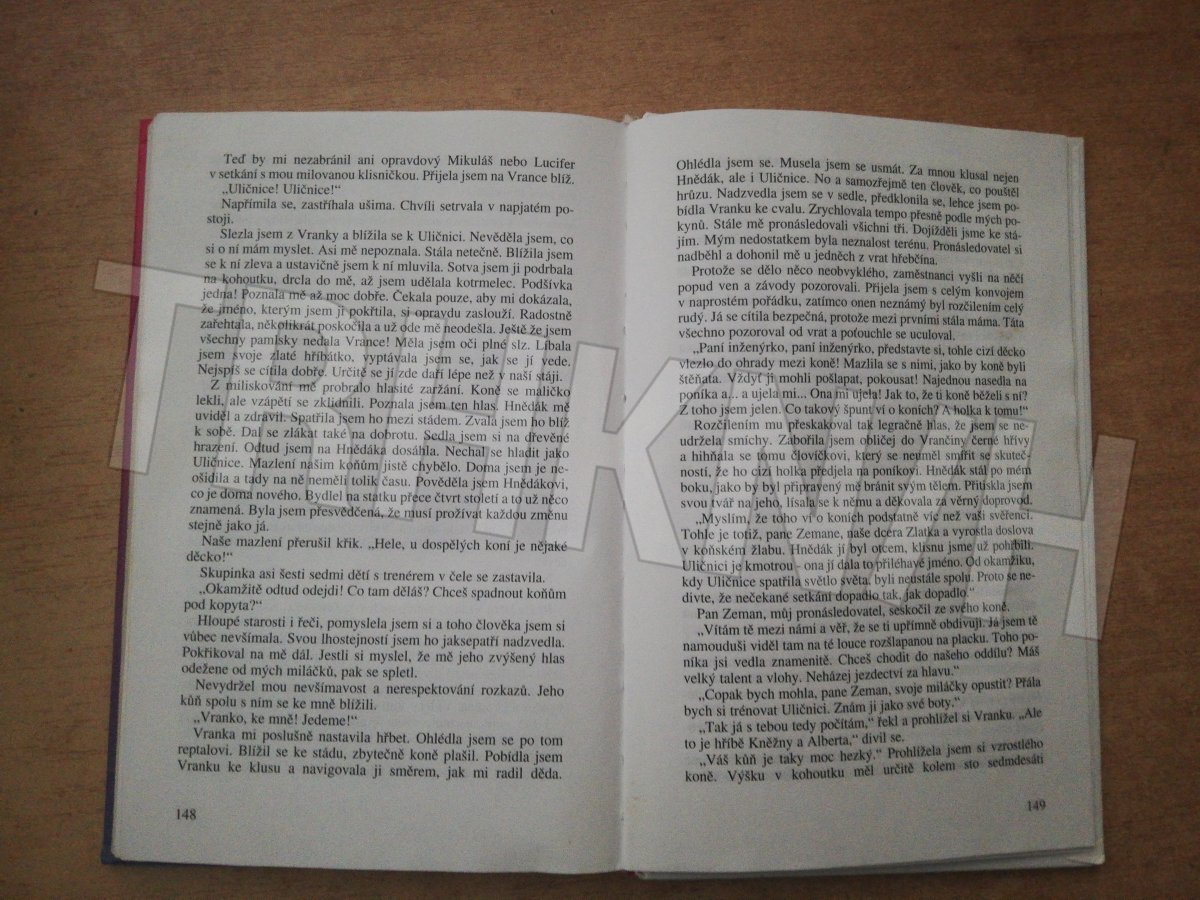 Teď by mi nezabránil ani opravdový Mikuláš nebo Lucifer
v setkání s mou milovanou klisničkou. Přijela jsem na Vrance blíž.
„Uličnice! Uličnice!“
Napřímila se, zastříhala ušima. Chvíli setrvala v napjatém po-
stoji.
Slezla jsem z Vranky a blížila se k Uličnici. Nevěděla jsem, co
si o ní mám myslet. Asi mě nepoznala. Stála netečně. Blížila jsem
se k ní zleva a ustavičně jsem k ní mluvila. Sotva jsem ji podrbala
na kohoutku, drcla do mě, až jsem udělala kotrmelec. Podšívka
jedna! Poznala mě až moc dobře. Čekala pouze, aby mi dokázala,
že jméno, kterým jsem ji pokřtila, si opravdu zaslouží. Radostně
zařehtala, několikrát poskočila a už ode mě neodešla. Ještě že jsem
všechny pamlsky nedala Vrance! Měla jsem oči plné slz. Líbala
jsem svoje zlaté hříbátko, vyptávala jsem se, jak se jí vede.
Nejspíš se cítila dobře. Určitě se jí zde daří lépe než v naší stáji.
Z miliskování mě probralo hlasité zaržání. Koně se maličko
lekli, ale vzápětí se zklidnili. Poznala jsem ten hlas. Hnědák mě
uviděl a zdravil. Spatřila jsem ho mezi stádem. Zvala jsem ho blíž
k sobě. Dal se zlákat také na dobrotu. Sedla jsem si na dřevěné
hrazení. Odtud jsem na Hnědáka dosáhla. Nechal se hladit jako
Uličnice. Mazlení našim koňům jistě chybělo. Doma jsem je ne-
ošidila a tady na ně neměli tolik času. Pověděla jsem Hnědákovi,
co je doma nového. Bydlel na statku přece čtvrt století a to už něco
znamená. Byla jsem přesvědčená, že musí prožívat každou změnu
stejně jako já.
Naše mazlení přerušil křik. „Hele, u dospělých koní je nějaké
děcko!“
Skupinka asi šesti sedmi dětí s trenérem v čele se zastavila.
„Okamžitě odtud odejdi! Co tam děláš? Chceš spadnout koňům
pod kopyta?“
Hloupé starosti i řeči, pomyslela jsem si a toho člověka jsem si
vůbec nevšímala. Svou lhostejností jsem ho jaksepatří nadzvedla.
Pokřikoval na mě dál. Jestli si myslel, že mě jeho zvýšený hlas
odežene od mých miláčků, pak se spletl.
Nevydržel mou nevšímavost a nerespektování rozkazů. Jeho
kůň spolu s ním se ke mně blížili.
„Vranko, ke mně! Jedeme!“
Vranka mi poslušně nastavila hřbet. Ohlédla jsem se po tom
reptalovi. Blížil se ke stádu, zbytečně koně plašil. Pobídla jsem
Vranku ke klusu a navigovala ji směrem, jak mi radil děda.
148
Ohlédla jsem se. Musela jsem se usmát. Za mnou klusal nejen
Hnědák, ale i Uličnice. No a samozřejmě ten člověk, co pouštěl
hrůzu. Nadzvedla jsem se v sedle, předklonila se, lehce jsem po-
bídla Vranku ke cvalu. Zrychlovala tempo přesně podle mých po-
kynů. Stále mě pronásledovali všichni tři. Dojížděli jsme ke stá-
jím. Mým nedostatkem byla neznalost terénu. Pronásledovatel si
nadběhl a dohonil mě u jedněch z vrat hřebčína.
Protože se dělo něco neobvyklého, zaměstnanci vyšli na něčí
popud ven a závody pozorovali. Přijela jsem s celým konvojem
v naprostém pořádku, zatímco onen neznámý byl rozčilením celý
rudý. Já se cítila bezpečná, protože mezi prvními stála máma. Táta
všechno pozoroval od vrat a poťouchle se uculoval.
„Paní inženýrko, paní inženýrko, představte si, tohle cizí děcko
vlezlo do ohrady mezi koně! Mazlila se s nimi, jako by koně byli
štěňata. Vždyť ji mohli pošlapat, pokousat! Najednou nasedla na
poníka a... a ujela mi... Ona mi ujela! Jak to, že ti koně běželi s ní?
Z toho jsem jelen. Co takový špunt ví o koních? A holka k tomu!“
Rozčilením mu přeskakoval tak legračně hlas, že jsem se ne-
udržela smíchy. Zabořila jsem obličej do Vrančiny černé hřívy
a hihňala se tomu človíčkovi, který se neuměl smířit se skuteč-
ností, že ho cizí holka předjela na poníkovi. Hnědák stál po mém
boku, jako by byl připravený mě bránit svým tělem. Přitiskla jsem
svou tvář na jeho, lísala se k němu a děkovala za věrný doprovod.
„Myslím, že toho ví o koních podstatně víc než vaši svěřenci.
Tohle je totiž, pane Zemane, naše dcera Zlatka a vyrostla doslova
v koňském žlabu. Hnědák jí byl otcem, klisnu jsme už pohřbili.
Uličnici je kmotrou - ona jí dala to přiléhavé jméno. Od okamžiku,
kdy Uličnice spatřila světlo světa, byli neustále spolu. Proto se ne-
divte, že nečekané setkání dopadlo tak, jak dopadlo.“
Pan Zeman, můj pronásledovatel, seskočil ze svého koně.
„Vítám tě mezi námi a věř, že se ti upřímně obdivuji. Já jsem tě
namouduši viděl tam na té louce rozšlapanou na placku. Toho po-
níka jsi vedla znamenitě. Chceš chodit do našeho oddílu? Máš
velký talent a vlohy. Neházej jezdectví za hlavu.“
„Copak bych mohla, pane Zeman, svoje miláčky opustit? Přála
bych si trénovat Uličnici. Znám ji jako své boty.“
„Tak já s tebou tedy počítám,“ řekl a prohlížel si Vranku. „Ale
to je hříbě Kněžny a Alberta,“ divil se.
„Váš kůň je taky moc hezký.“ Prohlížela jsem si vzrostlého
koně. Výšku v kohoutku měl určitě kolem sto sedmdesáti
149